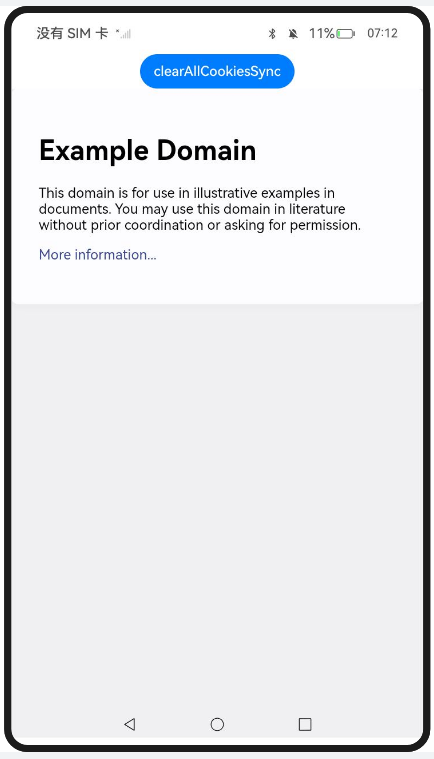 没有 SIM 卡 11% 07:12
clearAllCookiesSync
Example Domain
This domain is for use in illustrative examples in
documents. You may use this domain in literature
without prior coordination or asking for permission.
More information...